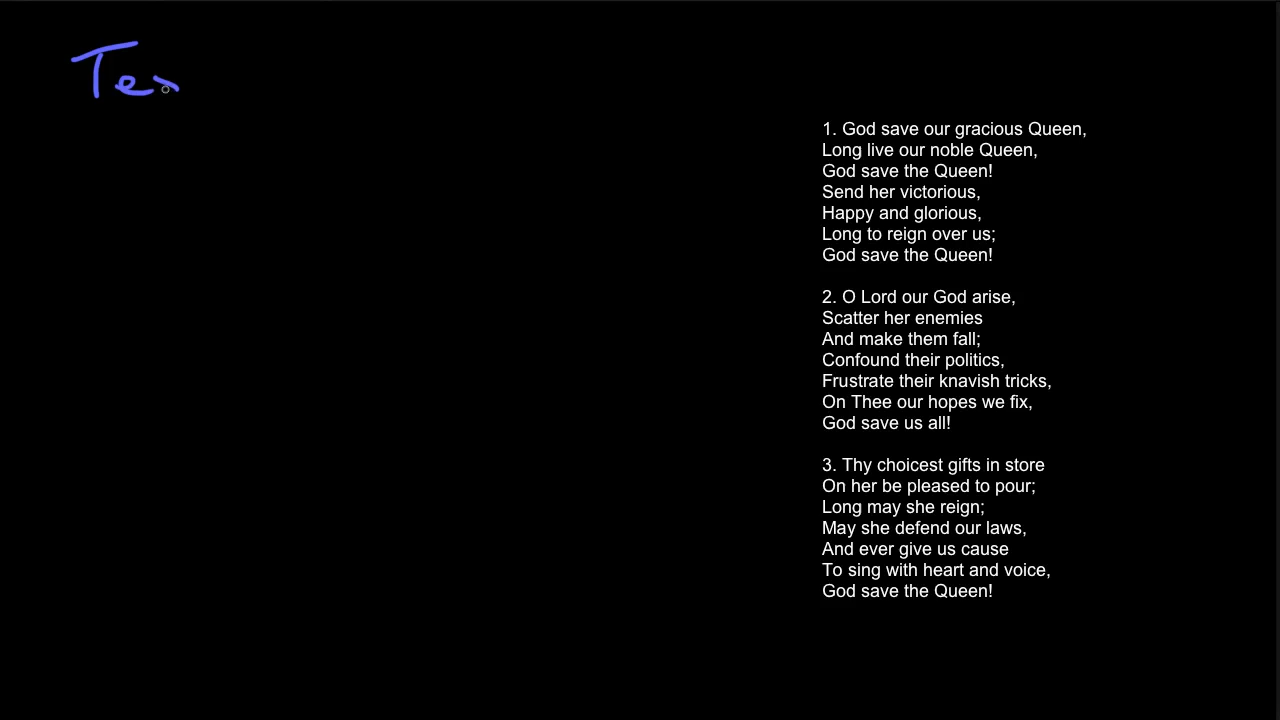 Te
1. God save our gracious Queen,
Long live our noble Queen,
God save the Queen!
Send her victorious,
Happy and glorious,
Long to reign over us;
God save the Queen!
2. O Lord our God arise,
Scatter her enemies
And make them fall;
Confound their politics,
Frustrate their knavish tricks,
On Thee our hopes we fix,
God save us all!
3. Thy choicest gifts in store
On her be pleased to pour;
Long may she reign;
May she defend our laws,
And ever give us cause
To sing with heart and voice,
God save the Queen!